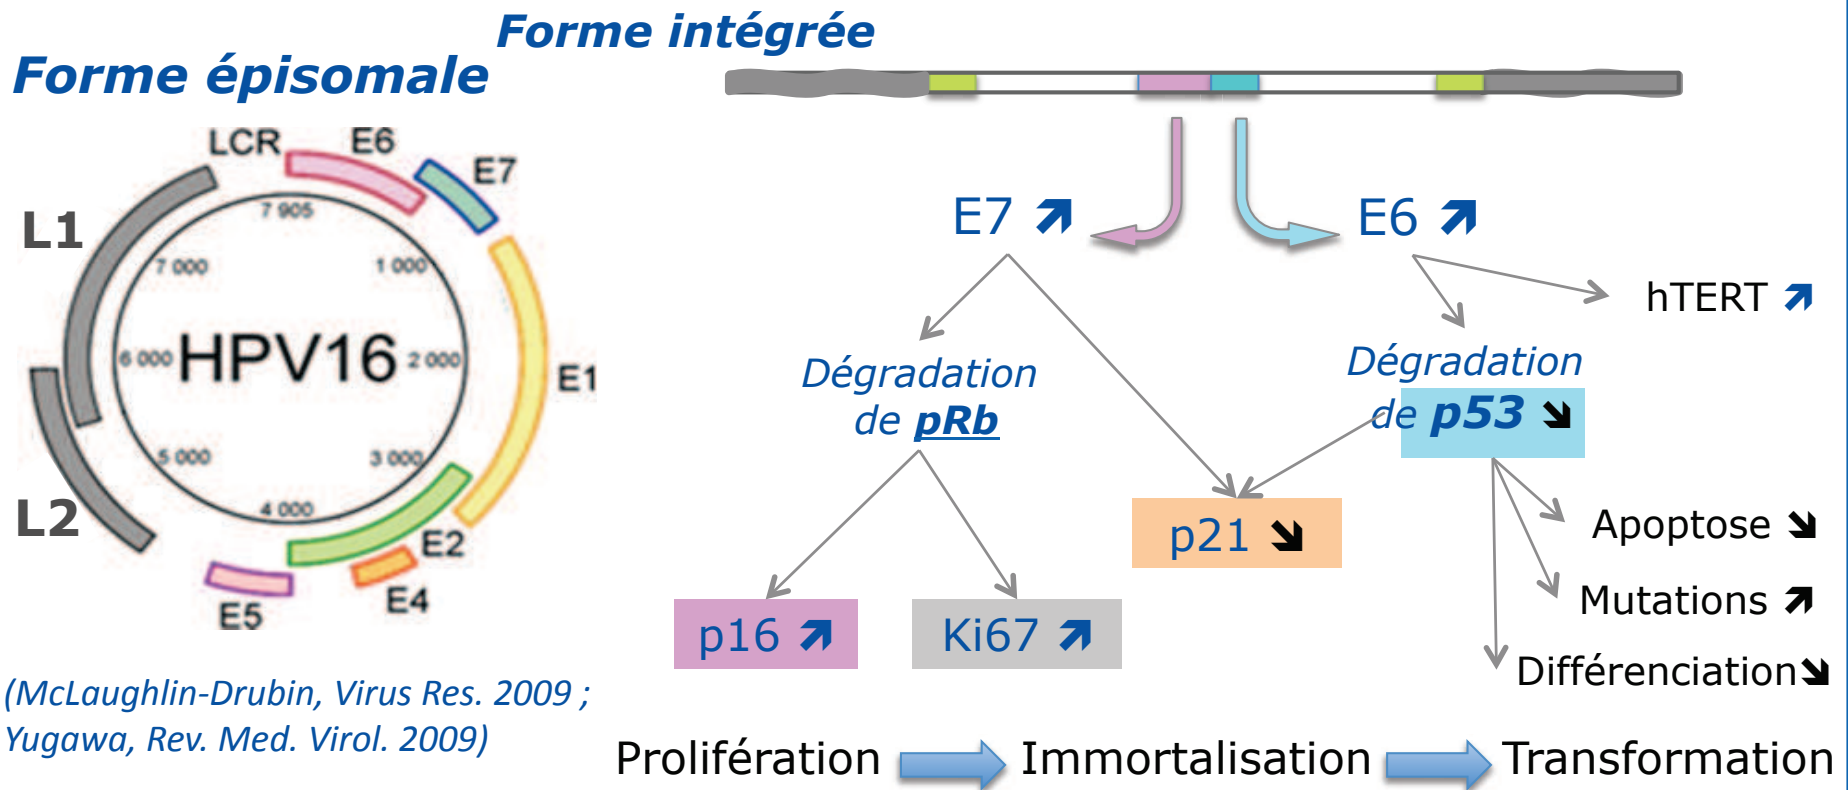 Forme intégrée
Forme épisomale
LCR
E6
E7
L1
7 905
7 000
1 000
E7 ↗
E6 ↗
hTERT ↗
6 000
HPV16
2 000
E1
Dégradation
de pRb
Dégradation
de p53 ↘
5 000
3 000
L2
4 000
E2
E4
E5
p21 ↘
Apoptose ↘
Mutations ↗
p16 ↗
Ki67 ↗
Différenciation ↘
(McLaughlin-Drubin, Virus Res. 2009 ;
Yugawa, Rev. Med. Virol. 2009)
Prolifération
Immortalisation
Transformation